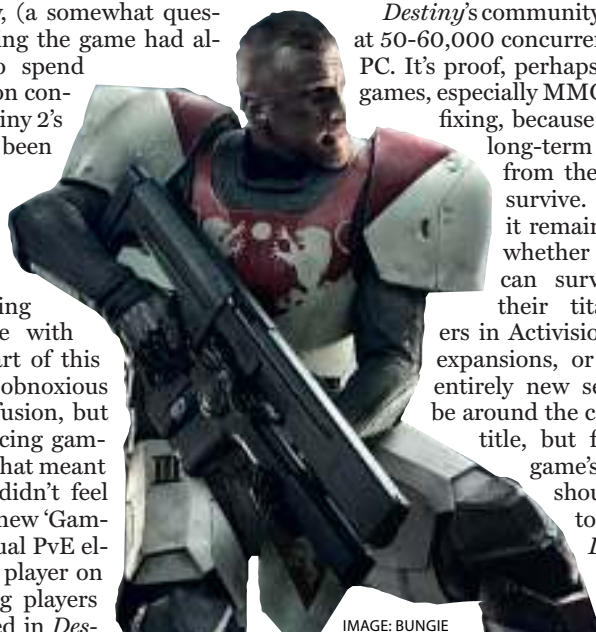 y, (a somewhat ques-
ing the game had al-
o spend
on con-
iny 2's
been
ing
e with
art of this
obnoxious
fusion, but
cing gam-
hat meant
didn't feel
new ‘Gam-
ual PvE el-
player on
g players
ed in Des-
Destiny's community
at 50-60,000 concurre
PC. It's proof, perhaps
games, especially MMO
fixing, because
long-term
from the
survive.
it remain
whether
can surv
their tita
ers in Activisio
expansions, or
entirely new se
be around the c
title, but f
game's
shou
to
IMAGE: BUNGIE